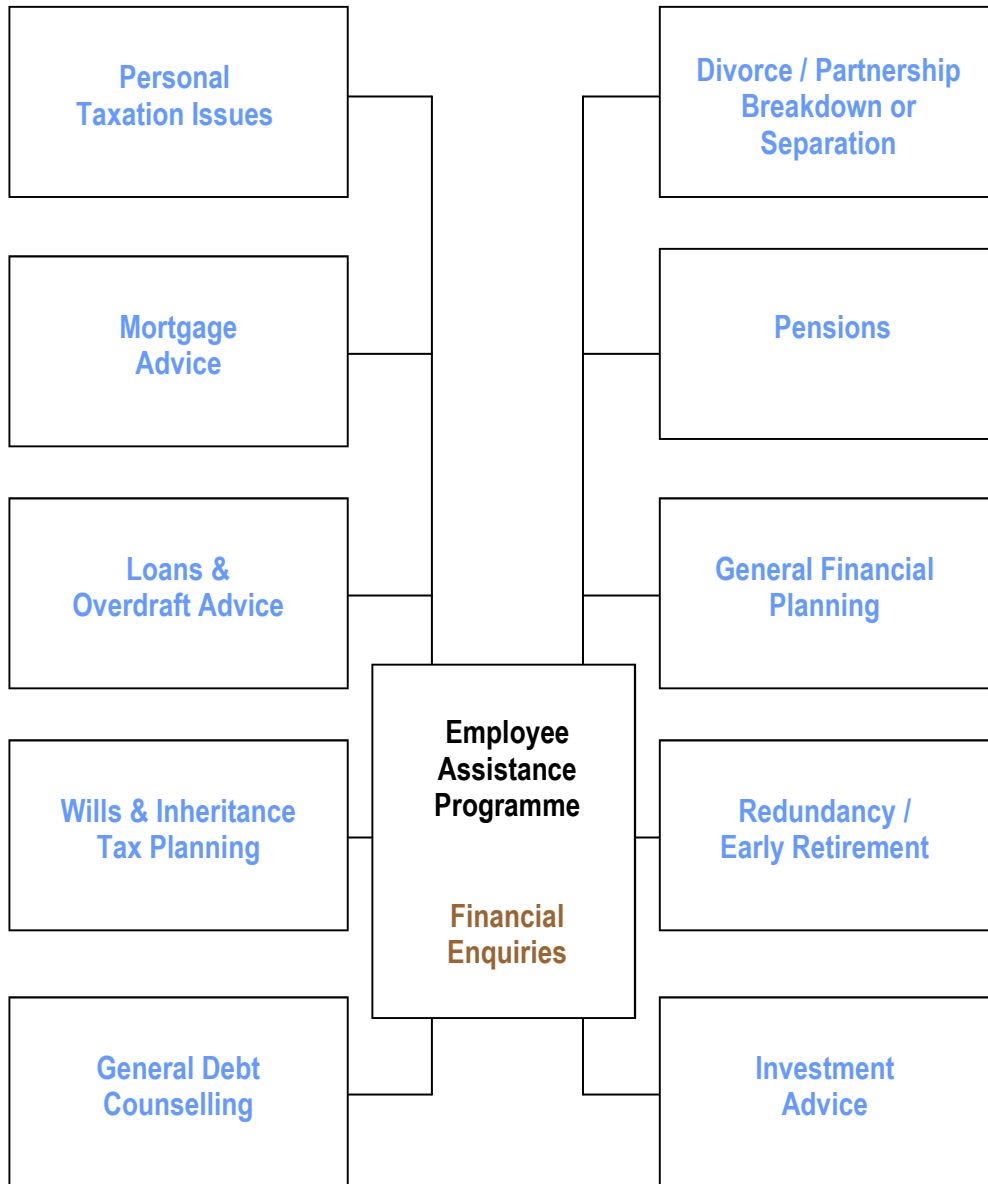 Personal
Taxation Issues
Divorce / Partnership
Breakdown or
Separation
Mortgage
Advice
Pensions
Loans &
Overdraft Advice
General Financial
Planning
Employee
Assistance
Programme
Financial
Enquiries
Wills & Inheritance
Tax Planning
Redundancy /
Early Retirement
General Debt
Counselling
Investment
Advice